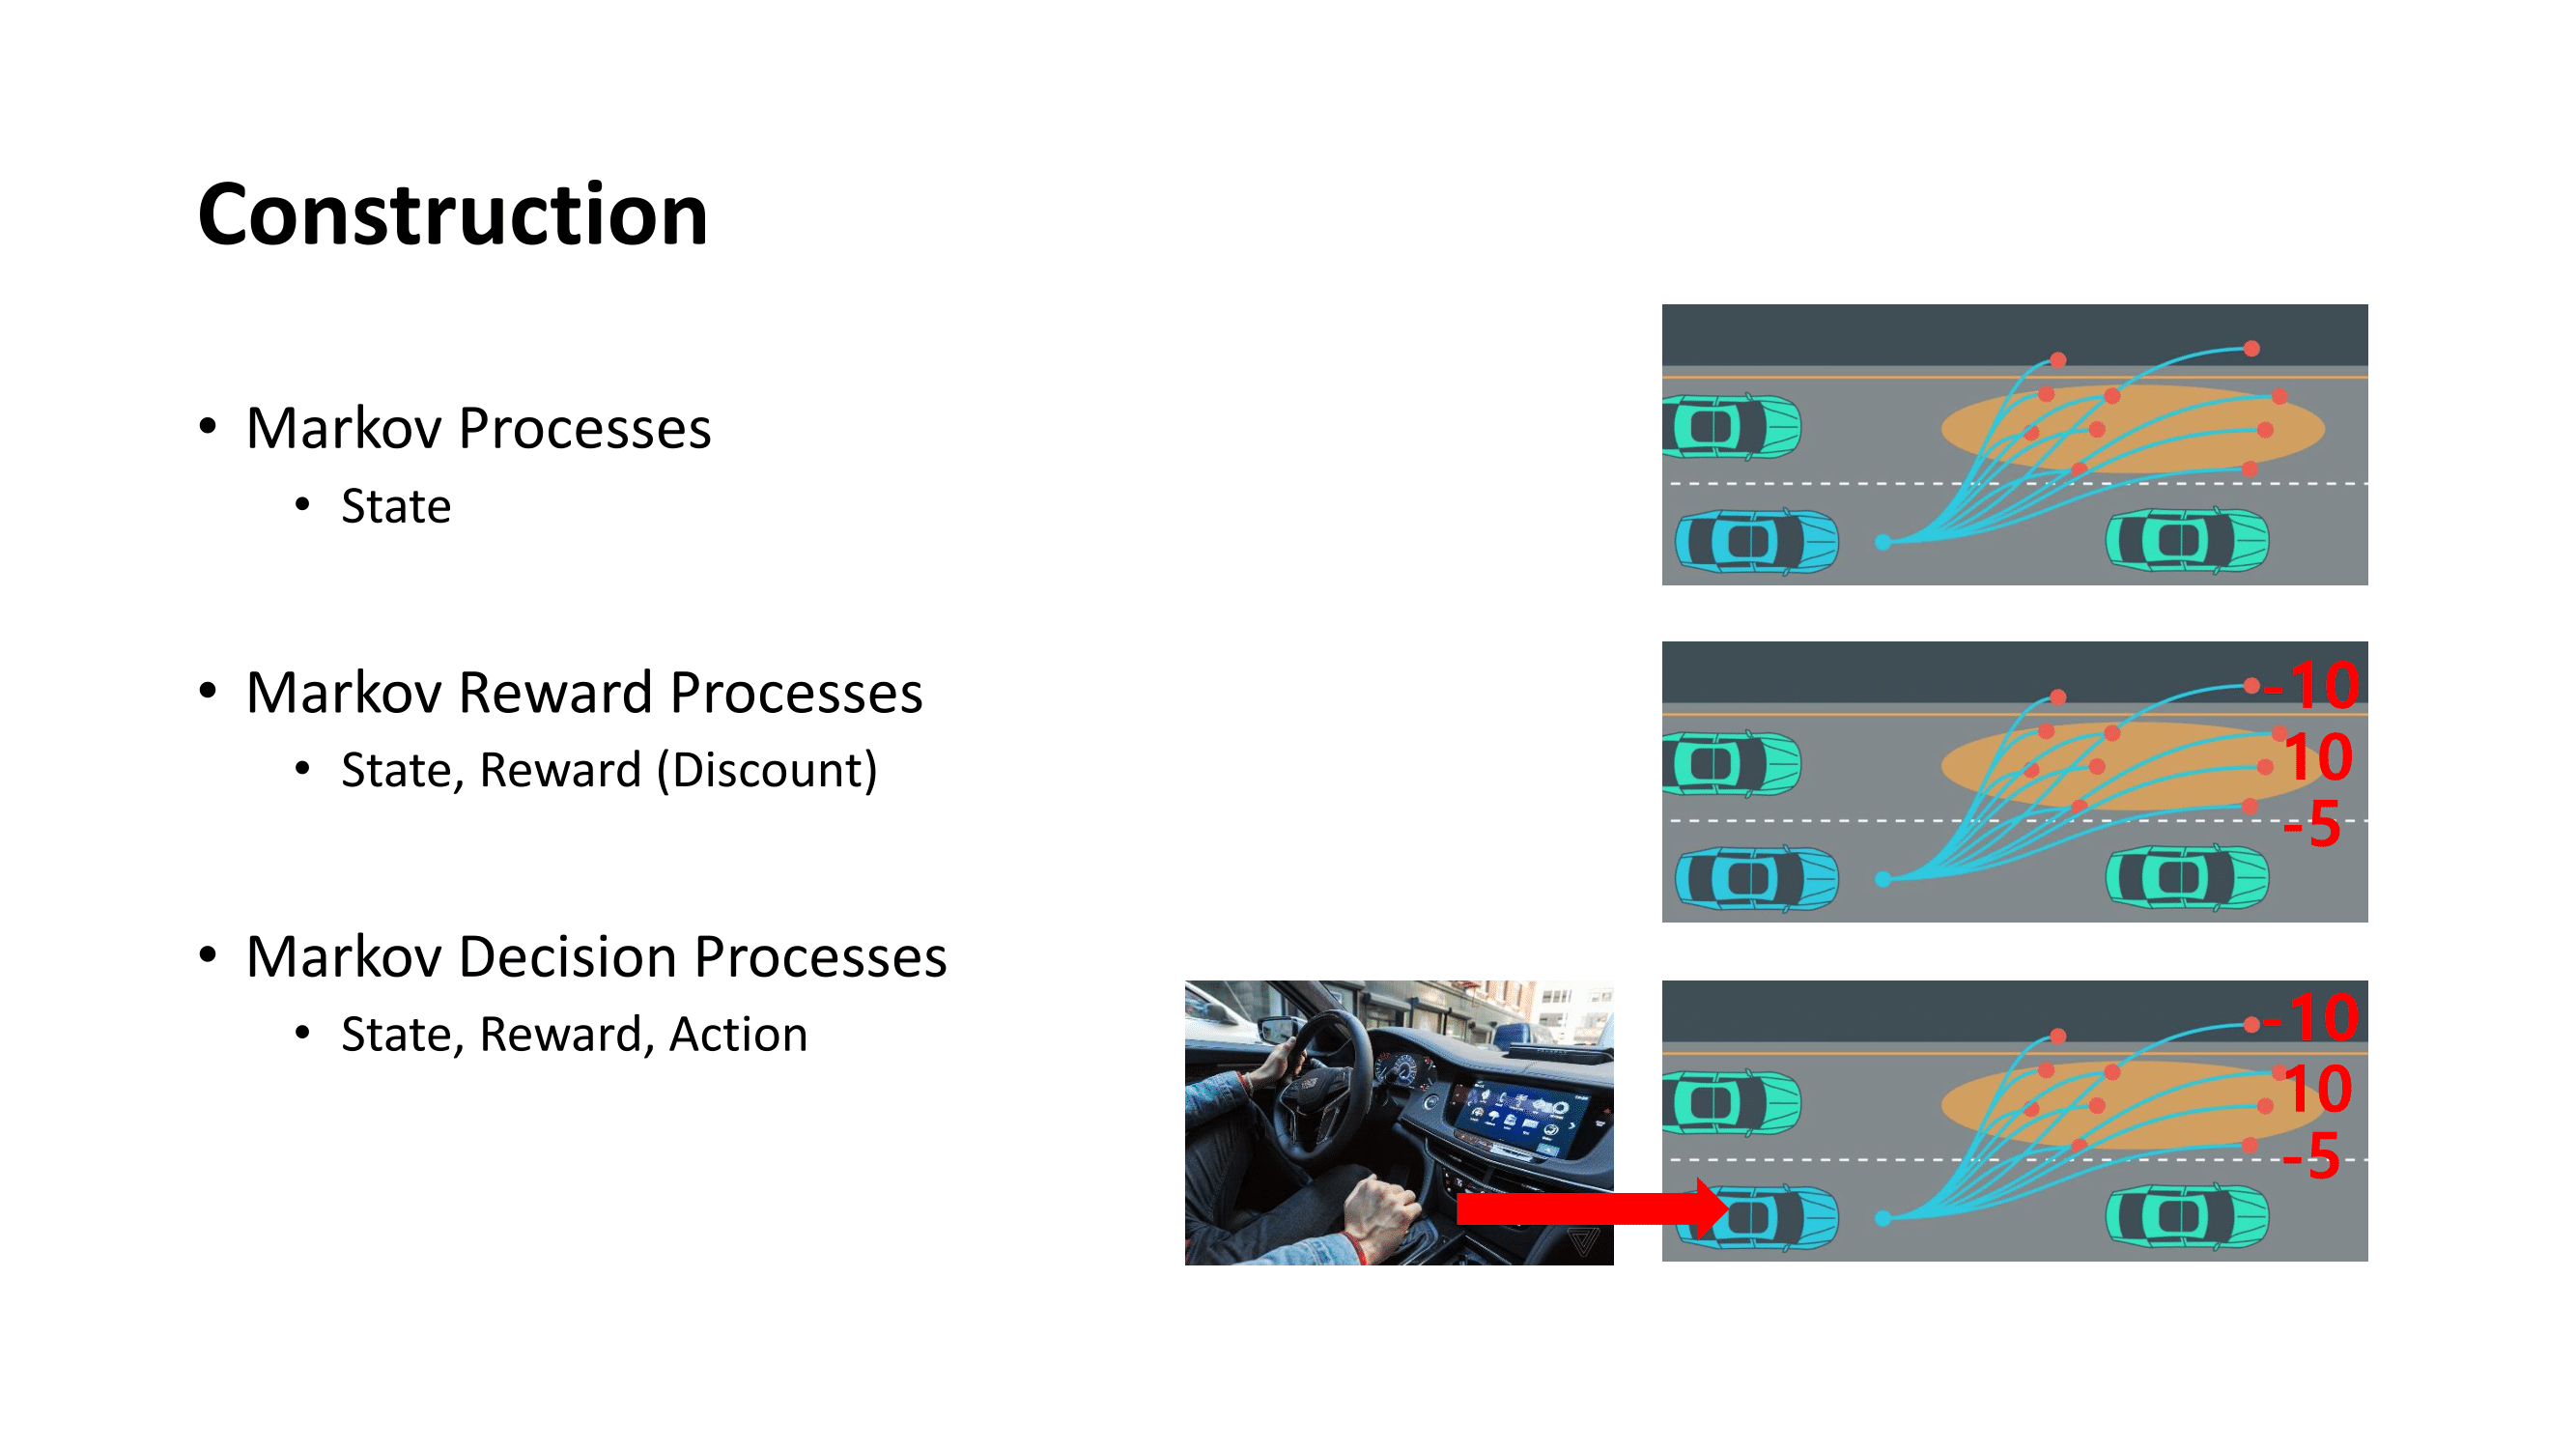 Construction
• Markov Processes
• State
• Markov Reward Processes
• State, Reward (Discount)
• Markov Decision Processes
• State, Reward, Action
-10
10
-5
-10
10
-5